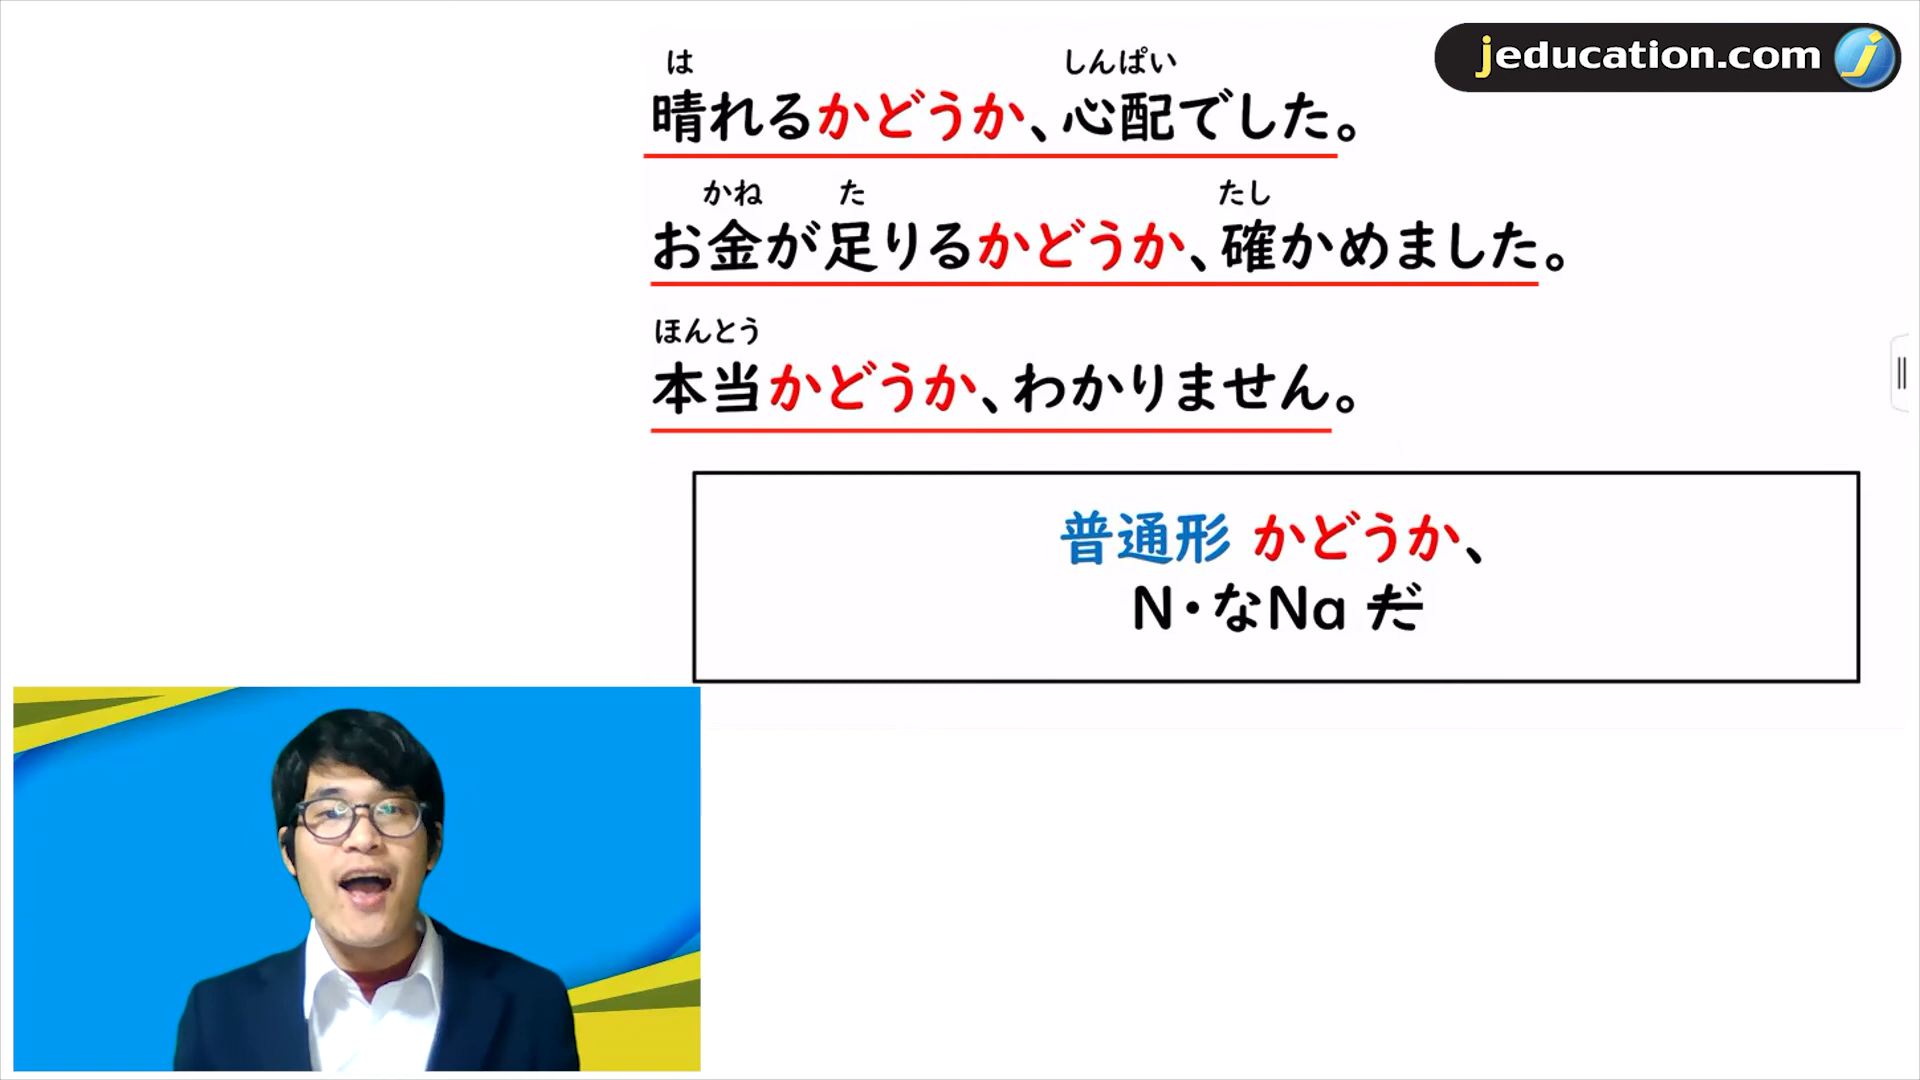 jeducation.com
は しんぱい
晴れるかどうか、心配でした。
かね た たし
お金が足りるかどうか、確かめました。
ほんとう
本当かどうか、わかりません。
普通形 かどうか、
N・なNa だ